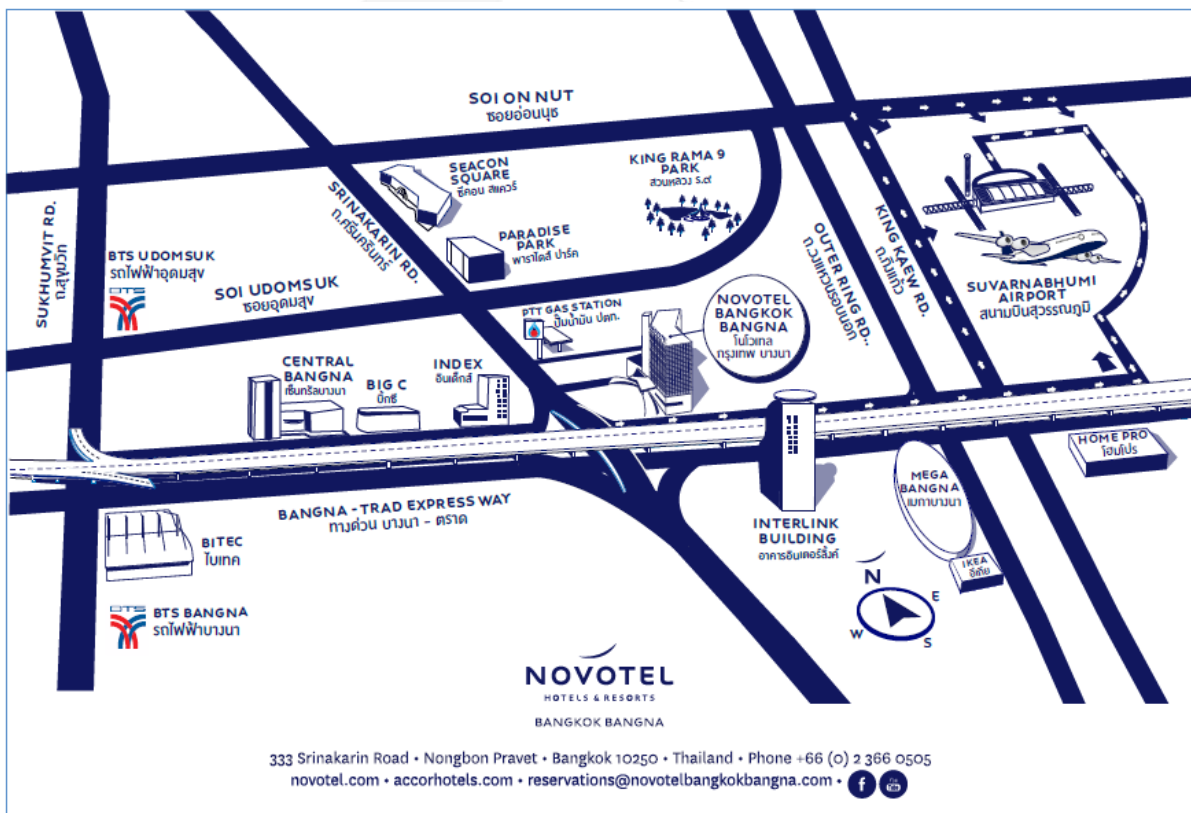 SOI ON NUT
ซอยอ่อนนุช
SEACON
SQUARE
ซีคอน สแควร์
KING RAMA 9
PARK
สวนหลวง ร.๙
SRINAKARIN RD.
ถ.ศรีนครินทร์
SUKHUMVIT RD.
ถ.สุขุมวิท
BTS UDOMSUK
รถไฟฟ้าอุดมสุข
BTS
SOI UDOMSUK
ซอยอุดมสุข
PARADISE
PARK
พาราไดส์ ปาร์ค
OUTER RING RD.
ถ.วงแหวนรอบนอก
KING KAEW RD.
ถ.กิ่งแก้ว
SUVARNABHUMI
AIRPORT
สนามบินสุวรรณภูมิ
PTT GAS STATION
ปั๊มน้ำมัน ปตท.
NOVOTEL
BANGKOK
BANGNA
โนโวเทล
กรุงเทพ บางนา
CENTRAL
BANGNA
เซ็นทรัลบางนา
BIG C
บิ๊กซี
INDEX
อินเด็กส์
HOME PRO
โฮมโปร
MEGA
BANGNA
เมกาบางนา
BANGNA - TRAD EXPRESS WAY
ทางด่วน บางนา - ตราด
INTERLINK
BUILDING
อาคารอินเตอร์ลิ้งค์
BITEC
ไบเทค
IKEA
อีเกีย
N
E
W
S
BTS
BTS BANGNA
รถไฟฟ้าบางนา
NOVOTEL
HOTELS & RESORTS
BANGKOK BANGNA
333 Srinakarin Road • Nongbon Pravet • Bangkok 10250 • Thailand • Phone +66 (0) 2 366 0505
novotel.com • accorhotels.com • reservations@novotelbangkokbangna.com •